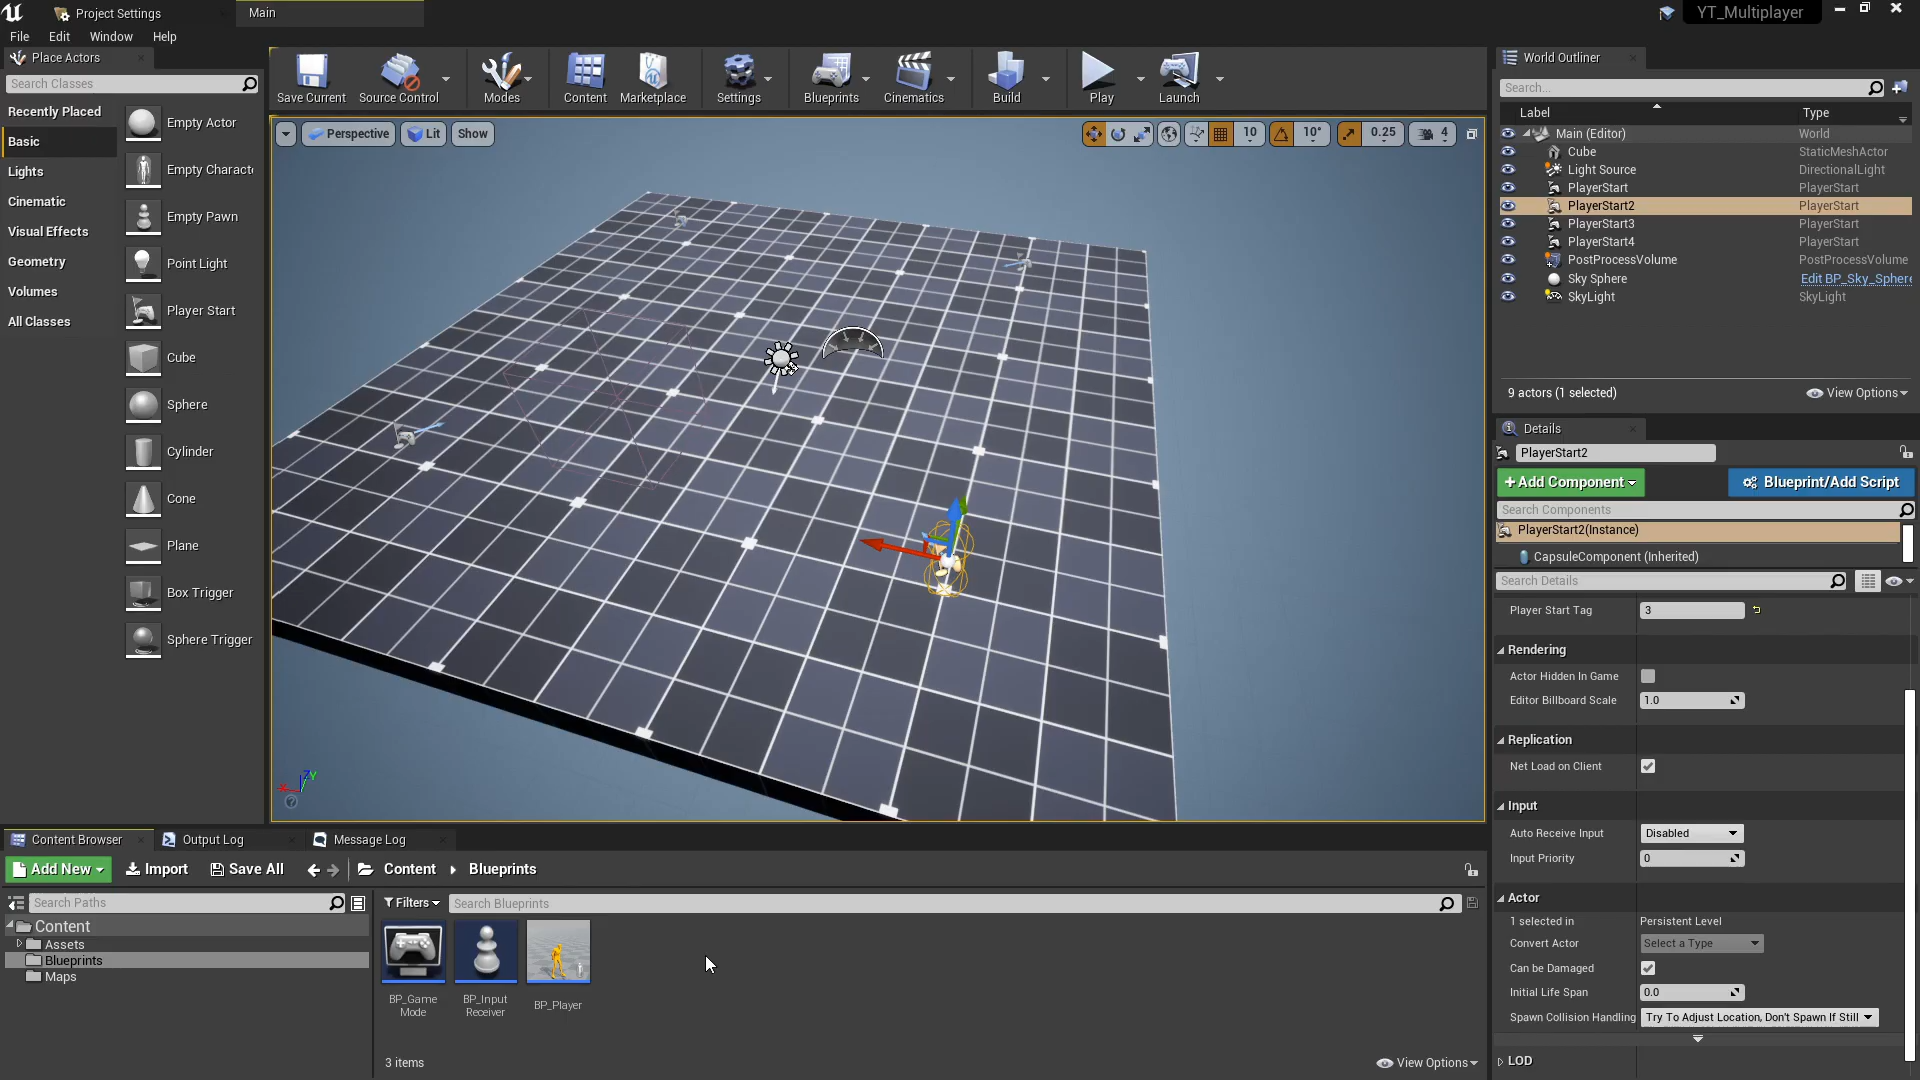 Project Settings
Main
YT_Multiplayer
File Edit Window Help
Place Actors
Search Classes
Recently Placed
Basic
Lights
Cinematic
Visual Effects
Geometry
Volumes
All Classes
Empty Actor
Empty Charact
Empty Pawn
Point Light
Player Start
Cube
Sphere
Cylinder
Cone
Plane
Box Trigger
Sphere Trigger
Save Current
Source Control
Modes
Content
Marketplace
Settings
Blueprints
Cinematics
Build
Play
Launch
Perspective
Lit
Show
10
10°
0.25
4
World Outliner
Search...
Label Type
Main (Editor) World
Cube StaticMeshActor
Light Source DirectionalLight
PlayerStart PlayerStart
PlayerStart2 PlayerStart
PlayerStart3 PlayerStart
PlayerStart4 PlayerStart
PostProcessVolume PostProcessVolume
Sky Sphere Edit BP_Sky_Sphere
SkyLight SkyLight
9 actors (1 selected) View Options
Details
PlayerStart2
+Add Component
Blueprint/Add Script
Search Components
PlayerStart2(Instance)
CapsuleComponent (Inherited)
Search Details
Player Start Tag 3
Rendering
Actor Hidden In Game
Editor Billboard Scale 1.0
Replication
Net Load on Client
Input
Auto Receive Input Disabled
Input Priority 0
Actor
1 selected in Persistent Level
Convert Actor Select a Type
Can be Damaged
Initial Life Span 0.0
Spawn Collision Handling Try To Adjust Location, Don't Spawn If Still
LOD
Content Browser
Output Log
Message Log
Add New
Import
Save All
Content
Blueprints
Search Paths
Content
Assets
Blueprints
Maps
Filters
Search Blueprints
BP_Game
Mode
BP_Input
Receiver
BP_Player
3 items
View Options